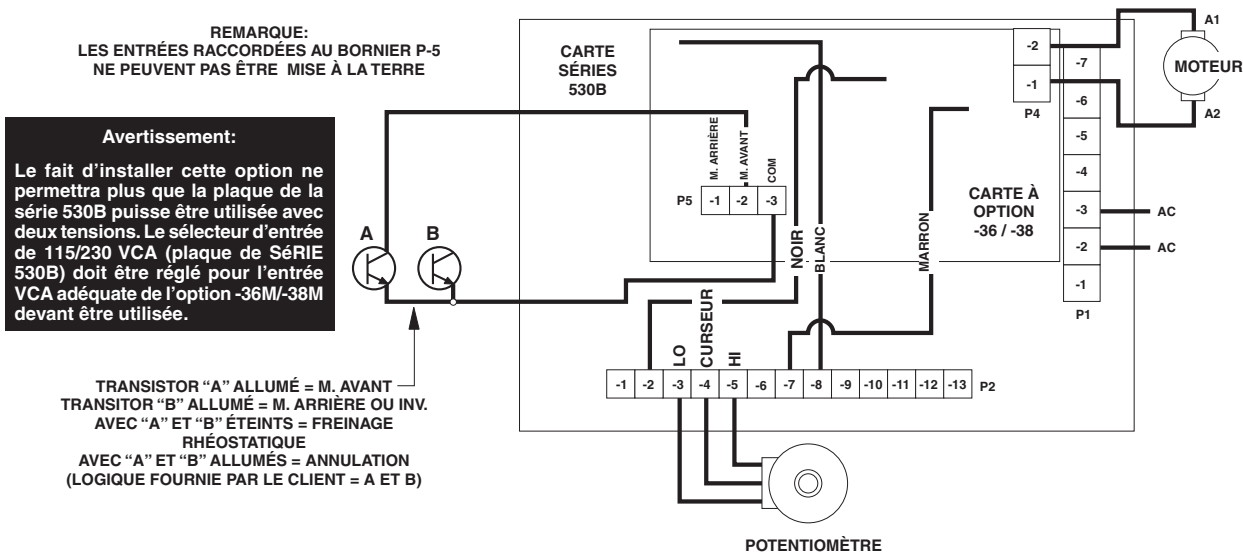 REMARQUE:
LES ENTRÉES RACCORDÉES AU BORNIER P-5
NE PEUVENT PAS ÊTRE MISE À LA TERRE
Avertissement:
Le fait d'installer cette option ne
permettra plus que la plaque de la
série 530B puisse être utilisée avec
deux tensions. Le sélecteur d'entrée
de 115/230 VCA (plaque de SéRIE
530B) doit être réglé pour l'entrée
VCA adéquate de l'option -36M/-38M
devant être utilisée.
TRANSISTOR “A” ALLUMÉ = M. AVANT
TRANSITOR “B” ALLUMÉ = M. ARRIÈRE OU INV.
AVEC “A” ET “B” ÉTEINTS = FREINAGE
RHÉOSTATIQUE
AVEC “A” ET “B” ALLUMÉS = ANNULATION
(LOGIQUE FOURNIE PAR LE CLIENT = A ET B)
A
B
CARTE
SÉRIES
530B
M. ARRIÈRE
M. AVANT
COM
P5
-1
-2
-3
NOIR
BLANC
MARRON
CARTE À
OPTION
-36 / -38
-2
-1
P4
-7
-6
-5
-4
-3
-2
-1
P1
AC
AC
A1
MOTEUR
A2
LO
CURSEUR
HI
-1
-2
-3
-4
-5
-6
-7
-8
-9
-10
-11
-12
-13
P2
POTENTIOMÈTRE